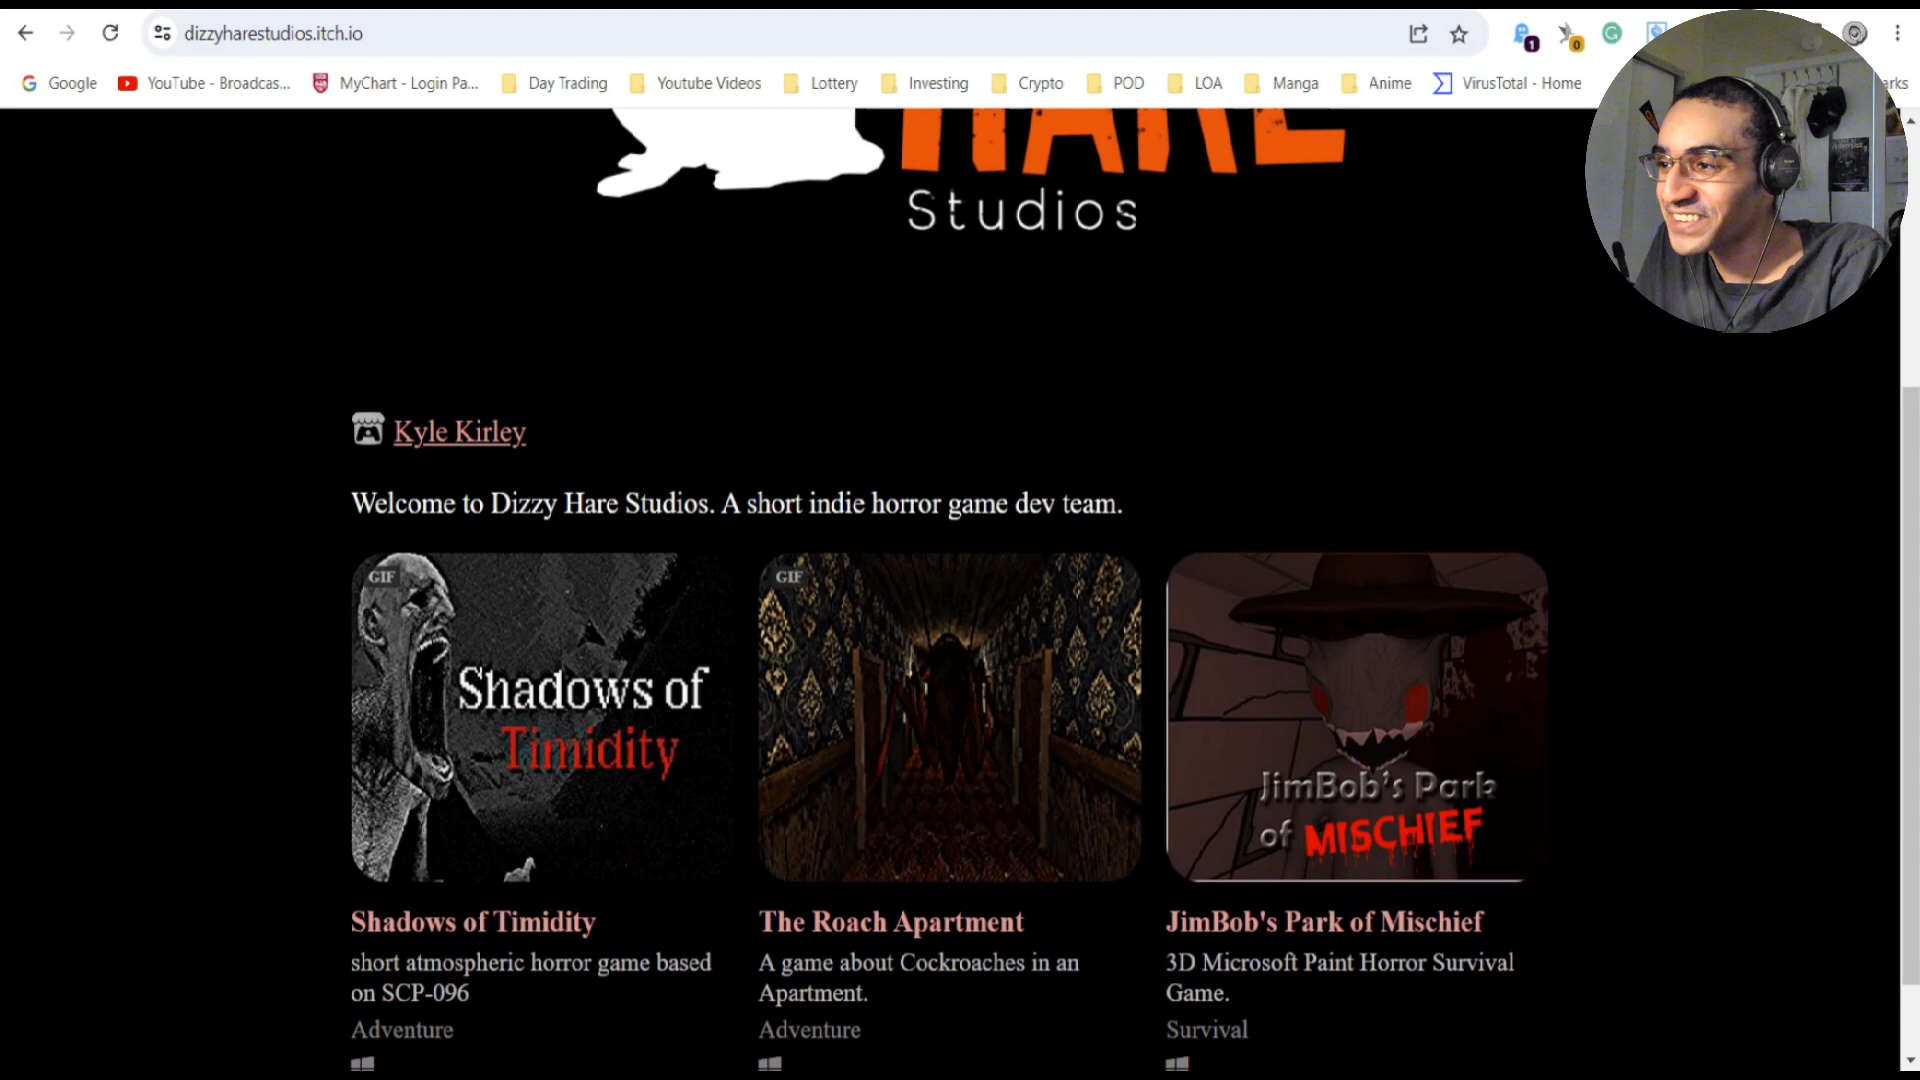 dizzyharestudios.itch.io
1
0
Google
YouTube - Broadcas...
MyChart - Login Pa...
Day Trading
Youtube Videos
Lottery
Investing
Crypto
POD
LOA
Manga
Anime
VirusTotal - Home
arks
HARE
Studios
Kyle Kirley
Welcome to Dizzy Hare Studios. A short indie horror game dev team.
GIF
Shadows of
Timidity
GIF
JimBob's Park
of MISCHIEF
Shadows of Timidity
short atmospheric horror game based
on SCP-096
Adventure
The Roach Apartment
A game about Cockroaches in an
Apartment.
Adventure
JimBob's Park of Mischief
3D Microsoft Paint Horror Survival
Game.
Survival